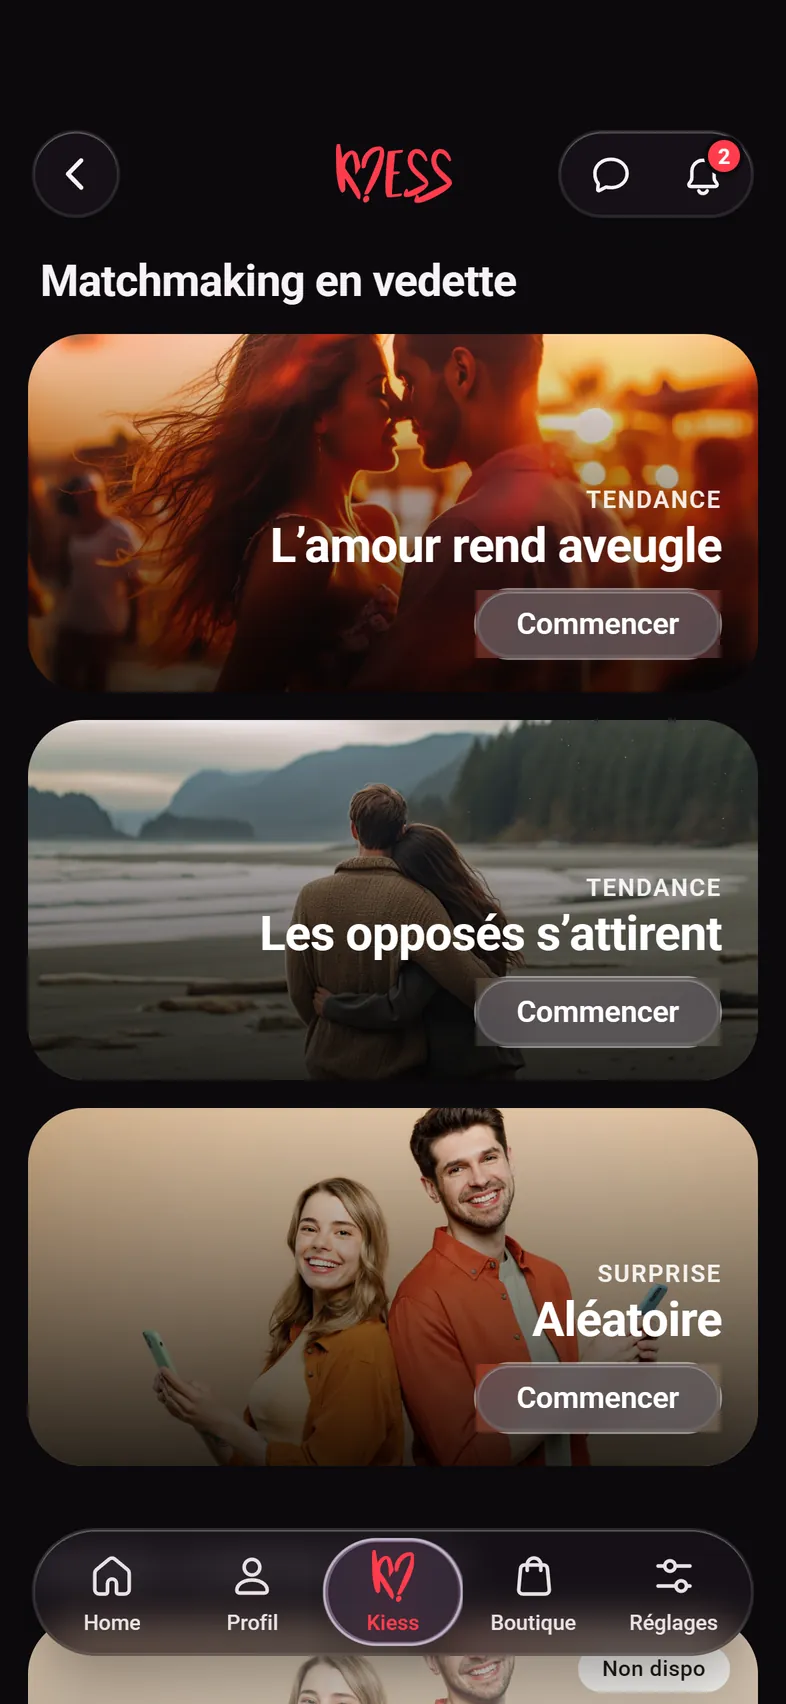 KIESS
2
Matchmaking en vedette
TENDANCE
L’amour rend aveugle
Commencer
TENDANCE
Les opposés s’attirent
Commencer
SURPRISE
Aléatoire
Commencer
Home
Profil
Kiess
Boutique
Réglages
Non dispo